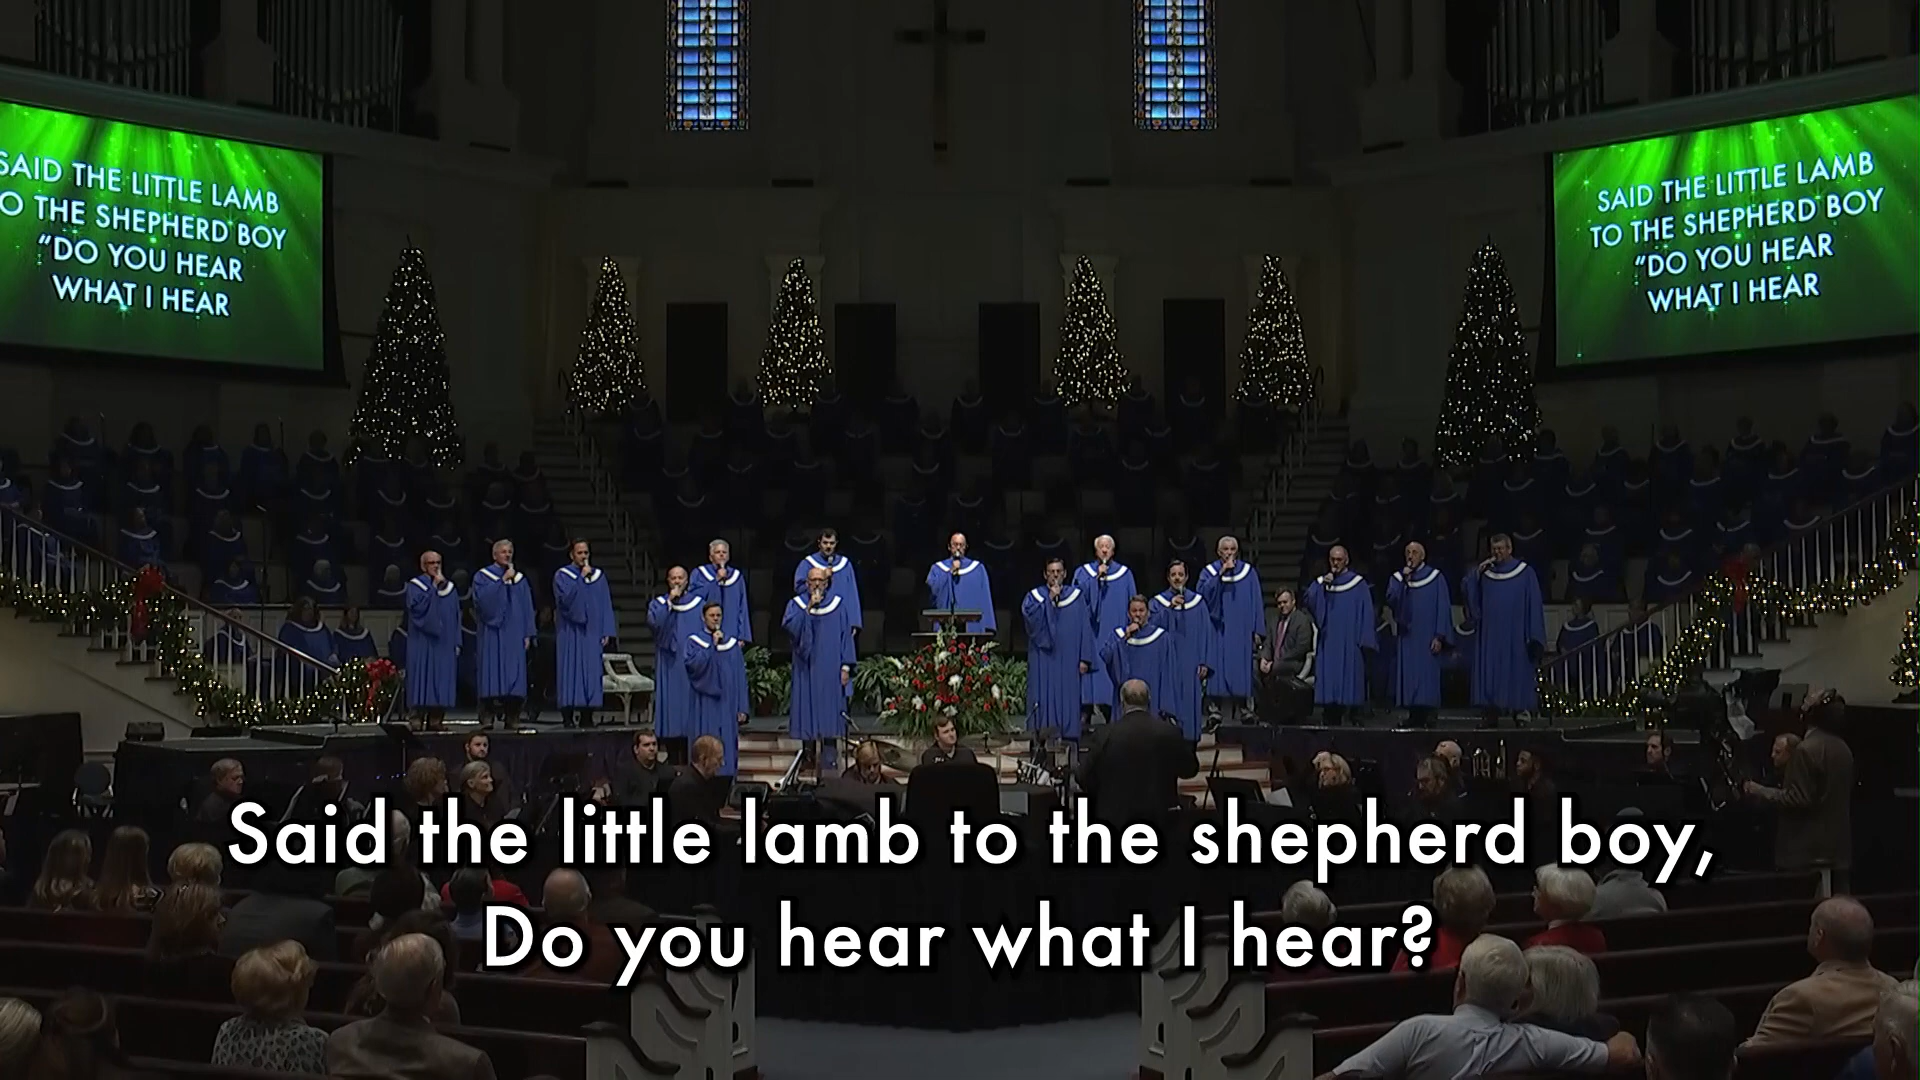 SAID THE LITTLE LAMB
O THE SHEPHERD BOY
“DO YOU HEAR
WHAT I HEAR
SAID THE LITTLE LAMB
TO THE SHEPHERD BOY
“DO YOU HEAR
WHAT I HEAR
Said the little lamb to the shepherd boy,
Do you hear what I hear?